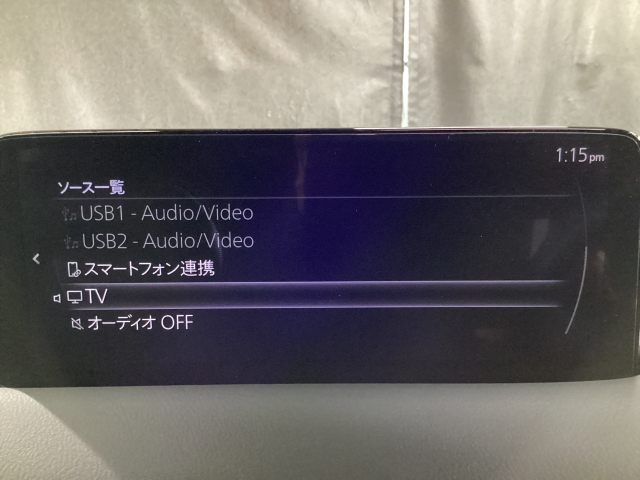 1:15pm
ソース一覧
USB1 - Audio/Video
USB2 - Audio/Video
スマートフォン連携
TV
オーディオ OFF